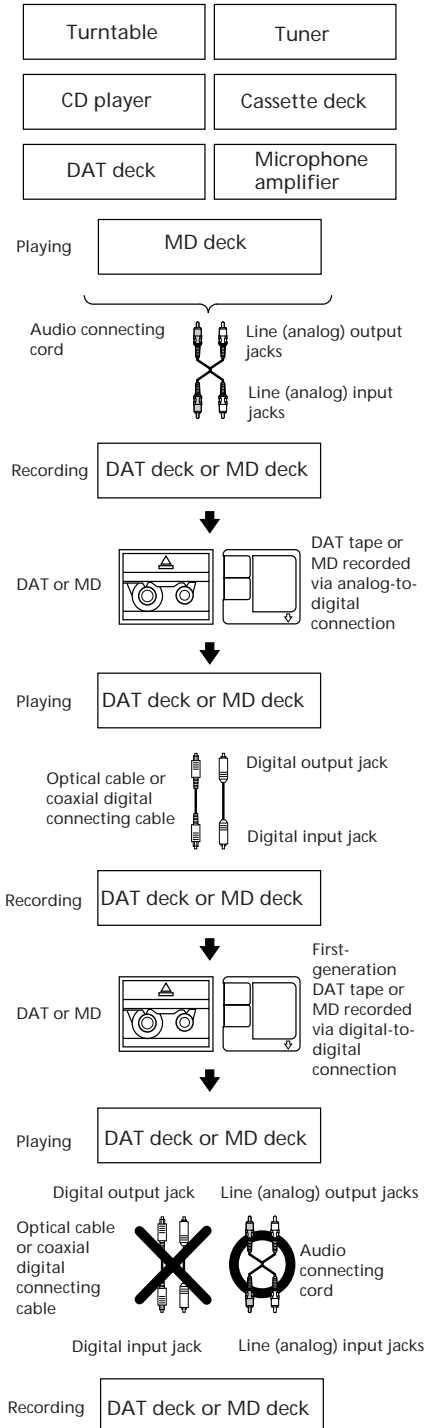 Turntable
Tuner
CD player
Cassette deck
DAT deck
Microphone
amplifier
Playing
MD deck
Audio connecting
cord
Line (analog) output
jacks
Line (analog) input
jacks
Recording
DAT deck or MD deck
DAT or MD
DAT tape or
MD recorded
via analog-to-
digital
connection
Playing
DAT deck or MD deck
Optical cable or
coaxial digital
connecting cable
Digital output jack
Digital input jack
Recording
DAT deck or MD deck
DAT or MD
First-
generation
DAT tape or
MD recorded
via digital-to-
digital
connection
Playing
DAT deck or MD deck
Digital output jack
Line (analog) output jacks
Optical cable
or coaxial
digital
connecting
cable
Audio
connecting
cord
Digital input jack
Line (analog) input jacks
Recording
DAT deck or MD deck